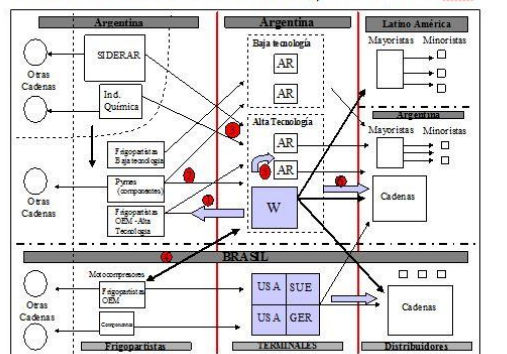 Argentina
Argentina
Latino América
SIDERAR
Otras
Cadenas
Ind.
Química
Baja tecnología
AR
AR
Mayoristas
Minoristas
Alta Tecnología
AR
AR
W
Argentina
Mayoristas
Minoristas
Cadenas
Frigopartistas
Baja tecnología
Pymes
(componentes)
Frigopartistas
OEM -Alta
Tecnología
Otras
Cadenas
BRASIL
Motocompresores
Frigopartistas
OEM
Otras
Cadenas
USA
SUE
USA
GER
Cadenas
Frigopartistas
TERMINALES
Distribuidores